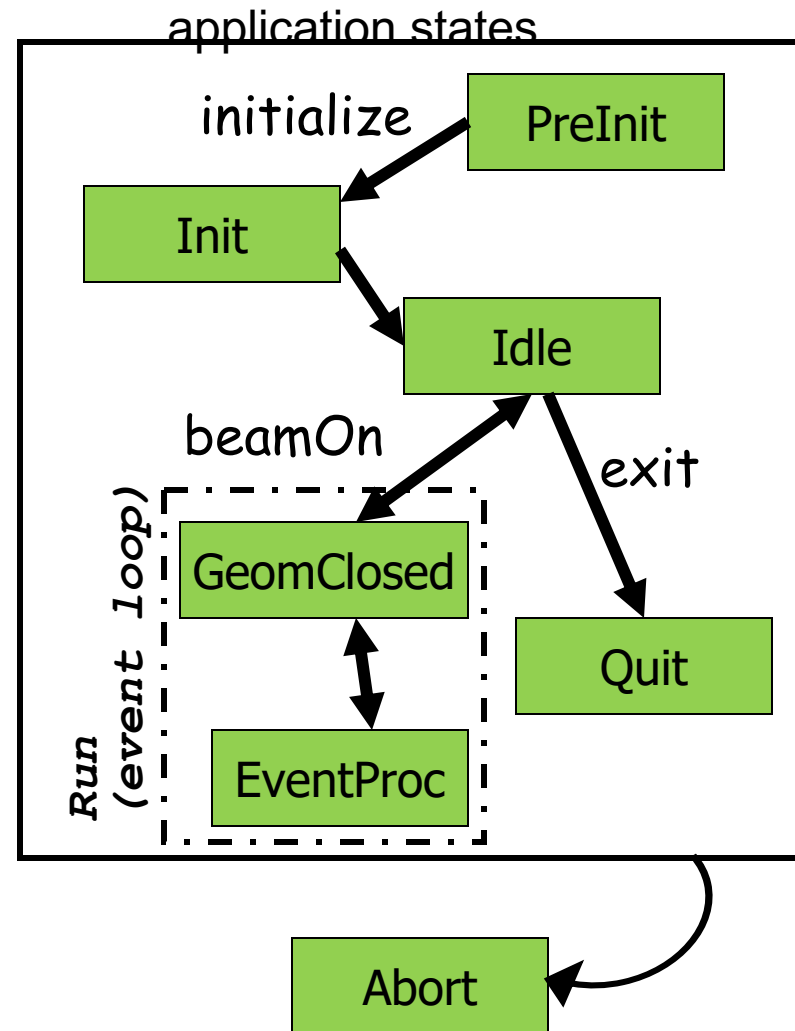 application states
initialize
PreInit
Init
Idle
beamOn
exit
Run
(event loop)
GeomClosed
Quit
EventProc
Abort